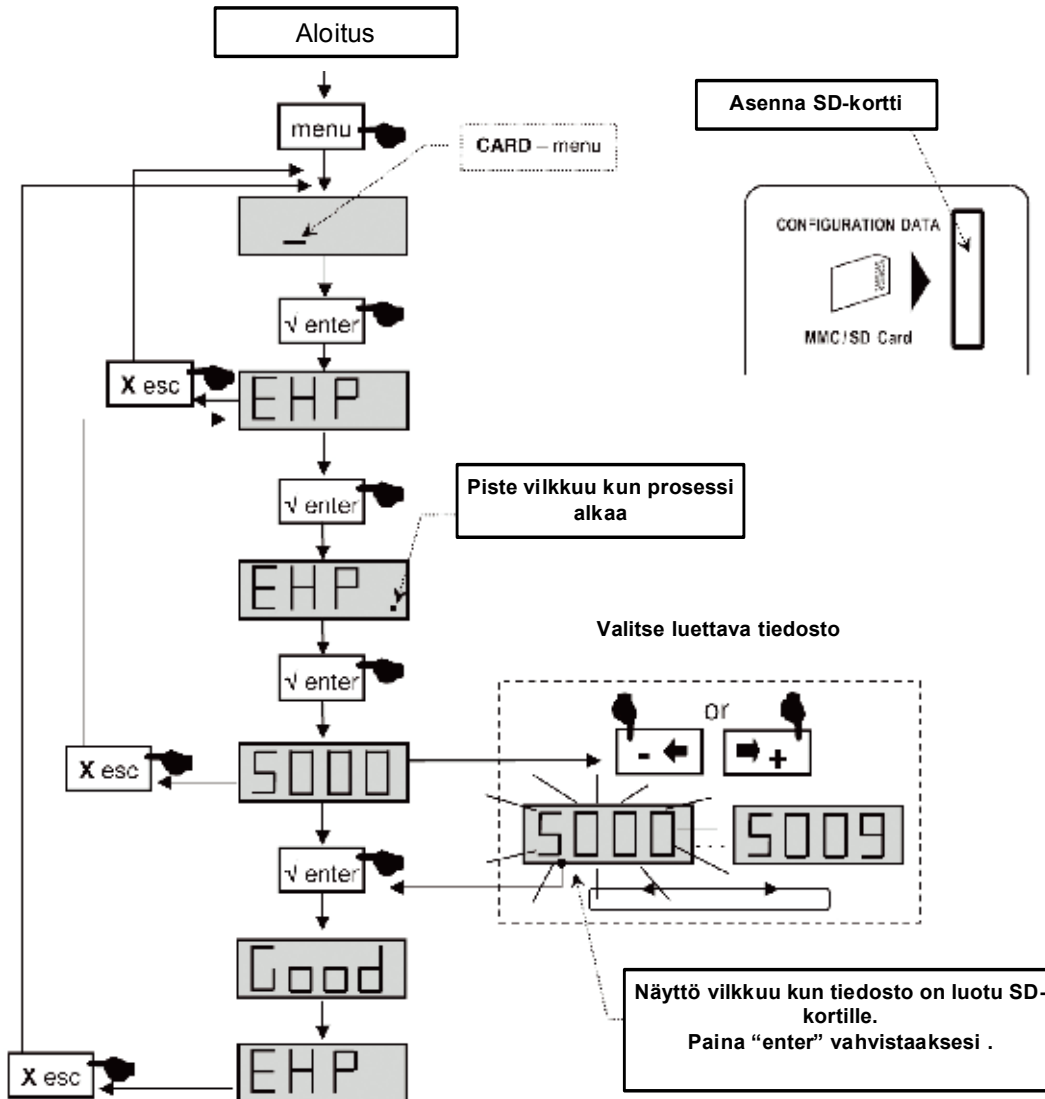 Aloitus
menu
CARD – menu
Asenna SD-kortti
CONFIGURATION DATA
MMC/SD Card
√ enter
X esc
EHP
√ enter
Piste vilkkuu kun prosessi
alkaa
EHP.
√ enter
Valitse luettava tiedosto
or
- +
X esc
5000
5000
5009
√ enter
Good
Näyttö vilkkuu kun tiedosto on luotu SD-
kortille.
Paina “enter” vahvistaaksesi .
X esc
EHP